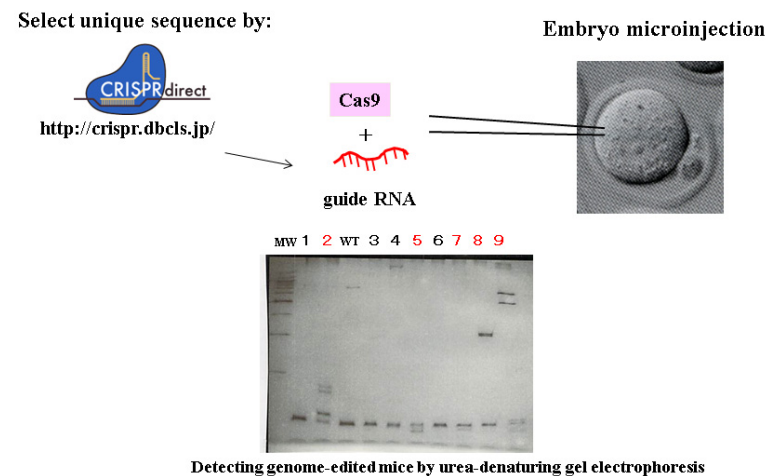 Select unique sequence by:
Embryo microinjection
CRISPRdirect
http://crispr.dbcls.jp/
Cas9
+
guide RNA
MW 1 2 WT 3 4 5 6 7 8 9
Detecting genome-edited mice by urea-denaturing gel electrophoresis